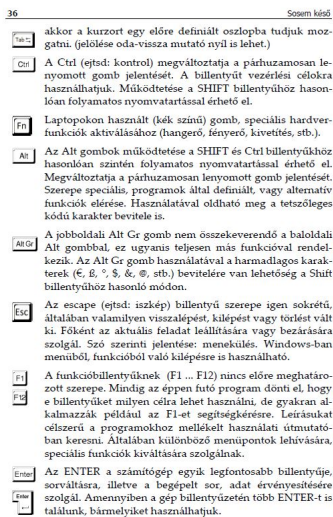 36
Sosem késő
akkor a kurzort egy előre definiált oszlopba tudjuk moz-
gatni. (jelölése oda-vissza mutató nyíl is lehet.)
Tab
Ctrl
A Ctrl (ejtsd: kontrol) megváltoztatja a párhuzamosan le-
nyomott gomb jelentését. A billentyűt vezérlési célokra
használhatjuk. Működtetése a SHIFT billentyűhöz hason-
lóan folyamatos nyomvatartással érhető el.
Fn
Laptopokon használt (kék színű) gomb, speciális hardver-
funkciók aktiválásához (hangerő, fényerő, kivetítés, stb.).
Alt
Az Alt gombok működtetése a SHIFT és Ctrl billentyűkhöz
hasonlóan szintén folyamatos nyomvatartással érhető el.
Megváltoztatja a párhuzamosan lenyomott gomb jelentését.
Szerepe speciális, programok által definiált, vagy alternatív
funkciók elérése. Használatával oldható meg a tetszőleges
kódú karakter bevitele is.
Alt Gr
A jobboldali Alt Gr gomb nem összekeverendő a baloldali
Alt gombbal, ez ugyanis teljesen más funkcióval rendel-
kezik. Az Alt Gr gomb használatával a harmadlagos karak-
terek (€, ß, °, $, &, @, stb.) bevitelére van lehetőség a Shift
billentyűhöz hasonló módon.
Esc
Az escape (ejtsd: iszkép) billentyű szerepe igen sokrétű,
általában valamilyen visszalépést, kilépést vagy törlést vált
ki. Főként az aktuális feladat leállítására vagy bezárására
szolgál. Szó szerinti jelentése: menekülés. Windows-ban
menüből, funkcióból való kilépésre is használható.
F1
F12
A funkcióbillentyűknek (F1 ... F12) nincs előre meghatáro-
zott szerepe. Mindig az éppen futó program dönti el, hogy
e billentyűket milyen célra lehet használni, de gyakran al-
kalmazzák például az F1-et segítségkérésre. Leírásukat
célszerű a programokhoz mellékelt használati útmutató-
ban keresni. Általában különböző menüpontok lehívására,
speciális funkciók kiváltására szolgálnak.
Enter
Enter
Az ENTER a számítógép egyik legfontosabb billentyűje,
sorváltásra, illetve a begépelt sor, adat érvényesítésére
szolgál. Amennyiben a gép billentyűzetén több ENTER-t is
találunk, bármelyiket használhatjuk.